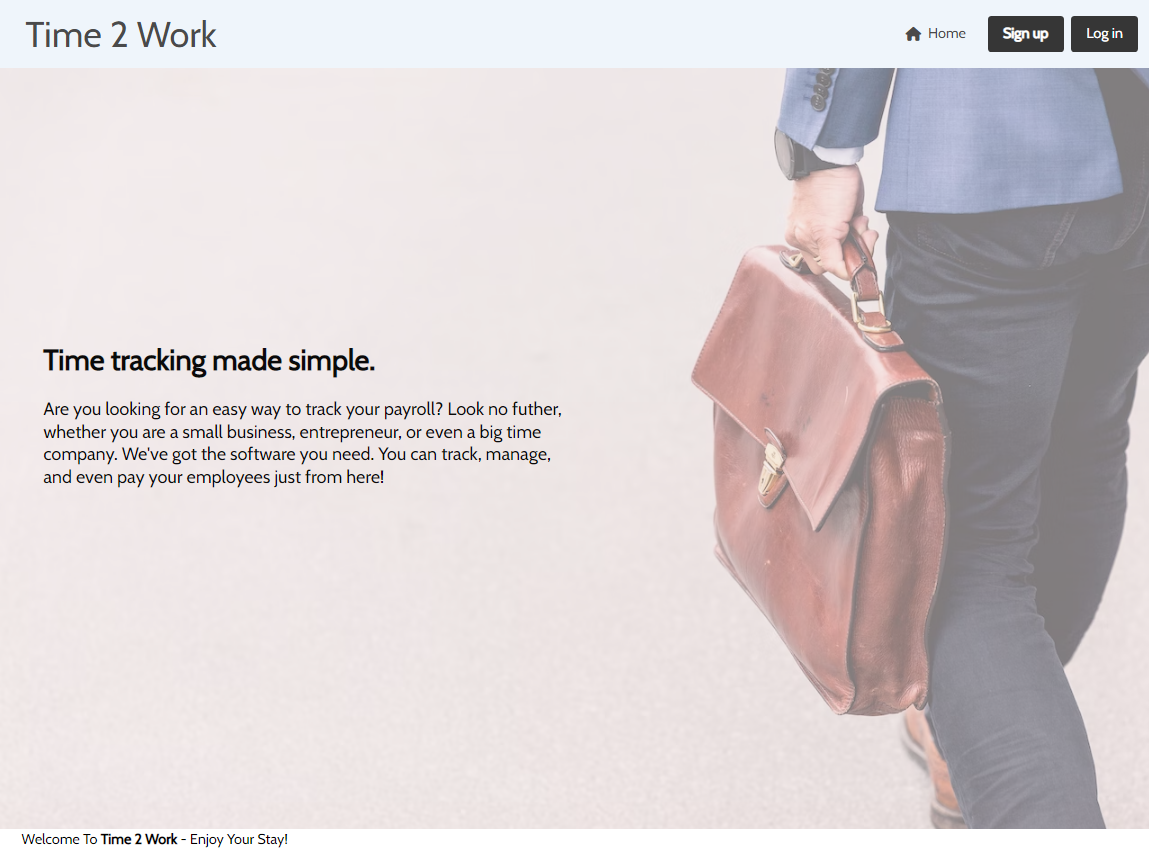 Time 2 Work
Home
Sign up
Log in
Time tracking made simple.
Are you looking for an easy way to track your payroll? Look no futher,
whether you are a small business, entrepreneur, or even a big time
company. We've got the software you need. You can track, manage,
and even pay your employees just from here!
Welcome To Time 2 Work - Enjoy Your Stay!